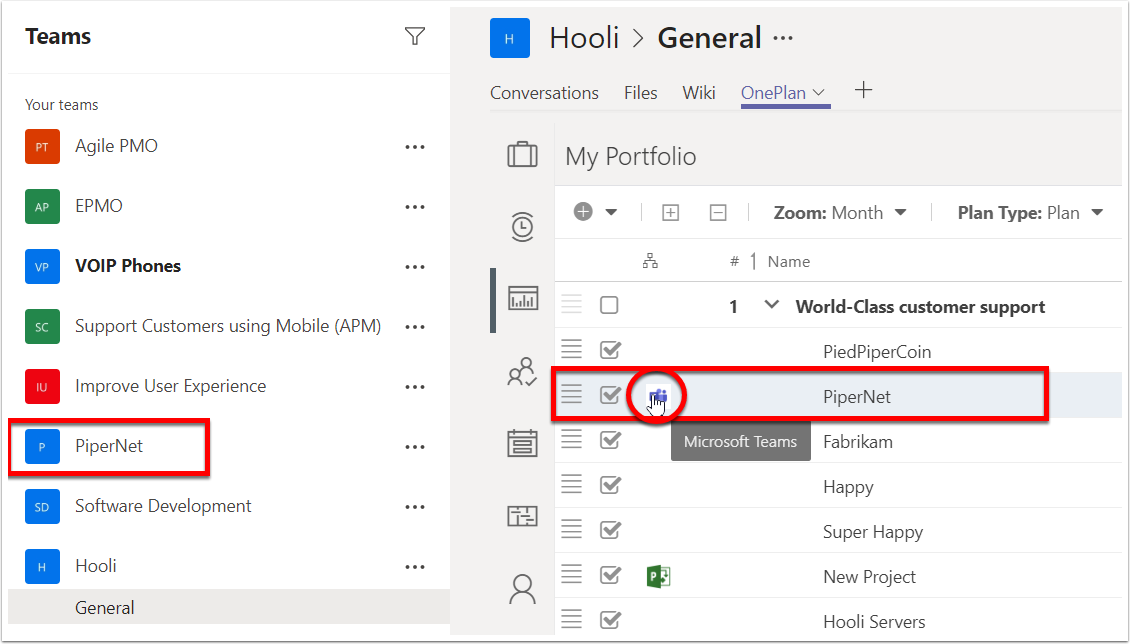 Teams
Your teams
PT Agile PMO
AP EPMO
VP VOIP Phones
SC Support Customers using Mobile (APM)
IU Improve User Experience
P PiperNet
SD Software Development
H Hooli
General
H Hooli > General ...
Conversations Files Wiki OnePlan
My Portfolio
Zoom: Month Plan Type: Plan
# Name
1 World-Class customer support
PiedPiperCoin
PiperNet
Microsoft Teams Fabrikam
Happy
Super Happy
P New Project
Hooli Servers